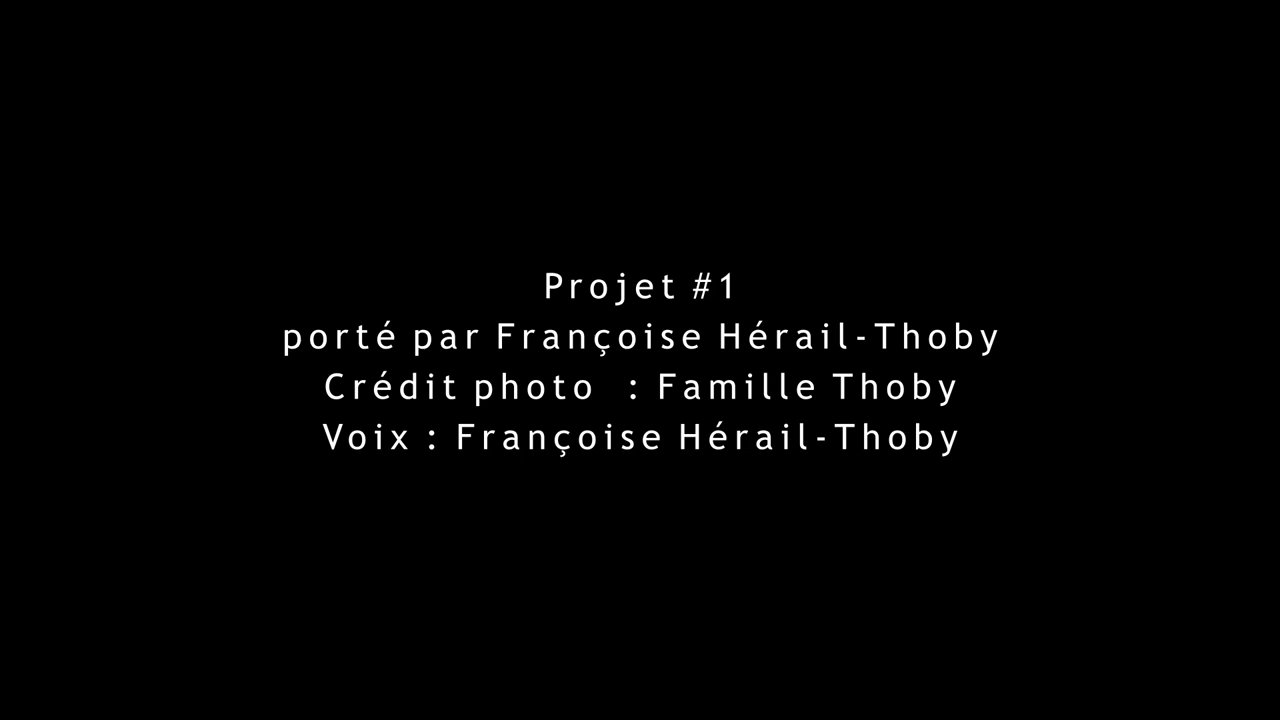 Projet #1
porté par Françoise Hérail-Thoby
Crédit photo  : Famille Thoby
Voix : Françoise Hérail-Thoby